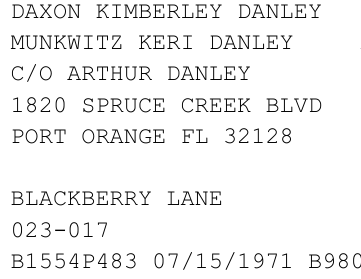 DAXON KIMBERLEY DANLEY
MUNKWITZ KERI DANLEY
C/O ARTHUR DANLEY
1820 SPRUCE CREEK BLVD
PORT ORANGE FL 32128
BLACKBERRY LANE
023-017
B1554P483 07/15/1971 B980